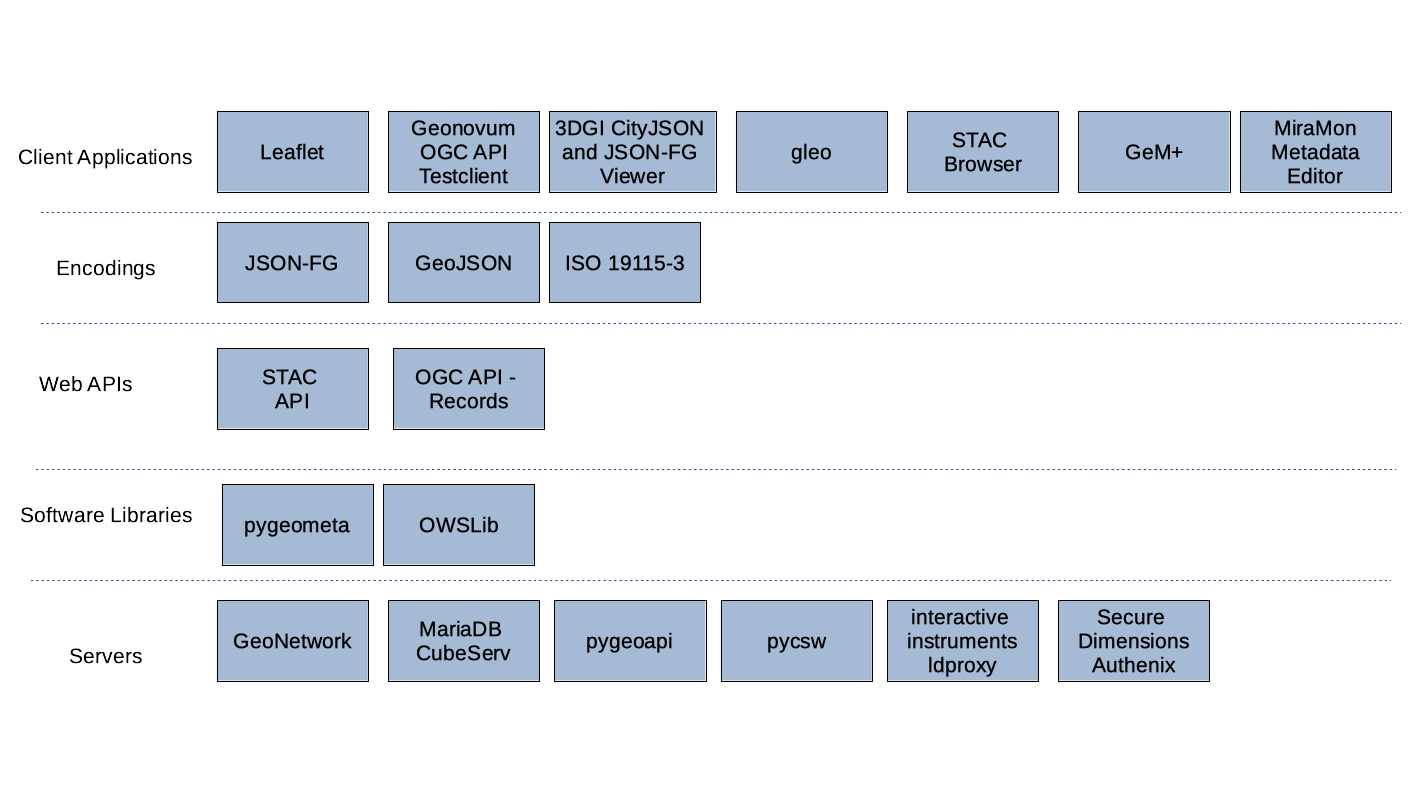 Client Applications
Leaflet
Geonovum
OGC API
Testclient
3DGI CityJSON
and JSON-FG
Viewer
gleo
STAC
Browser
GeM+
MiraMon
Metadata
Editor
Encodings
JSON-FG
GeoJSON
ISO 19115-3
Web APIs
STAC
API
OGC API -
Records
Software Libraries
pygeometa
OWSLib
Servers
GeoNetwork
MariaDB
CubeServ
pygeoapi
pycsw
interactive
instruments
ldproxy
Secure
Dimensions
Authenix